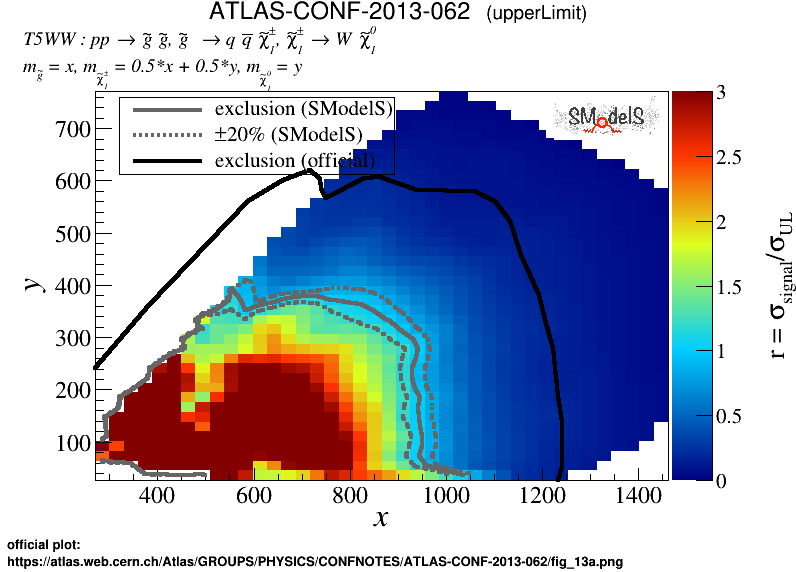 ATLAS-CONF-2013-062 (upperLimit)
T5WW : pp → g̃ g̃, g̃ → q q̅ χ̃₁±, χ̃₁± → W χ̃₁⁰
m_g̃ = x, m_χ̃₁± = 0.5*x + 0.5*y, m_χ̃₁⁰ = y
exclusion (SModelS)
±20% (SModelS)
exclusion (official)
SModelS
700
600
500
400
300
200
100
y
400 600 800 1000 1200 1400
x
3
2.5
2
1.5
1
0.5
0
r = σ_signal/σ_UL
official plot:
https://atlas.web.cern.ch/Atlas/GROUPS/PHYSICS/CONFNOTES/ATLAS-CONF-2013-062/fig_13a.png